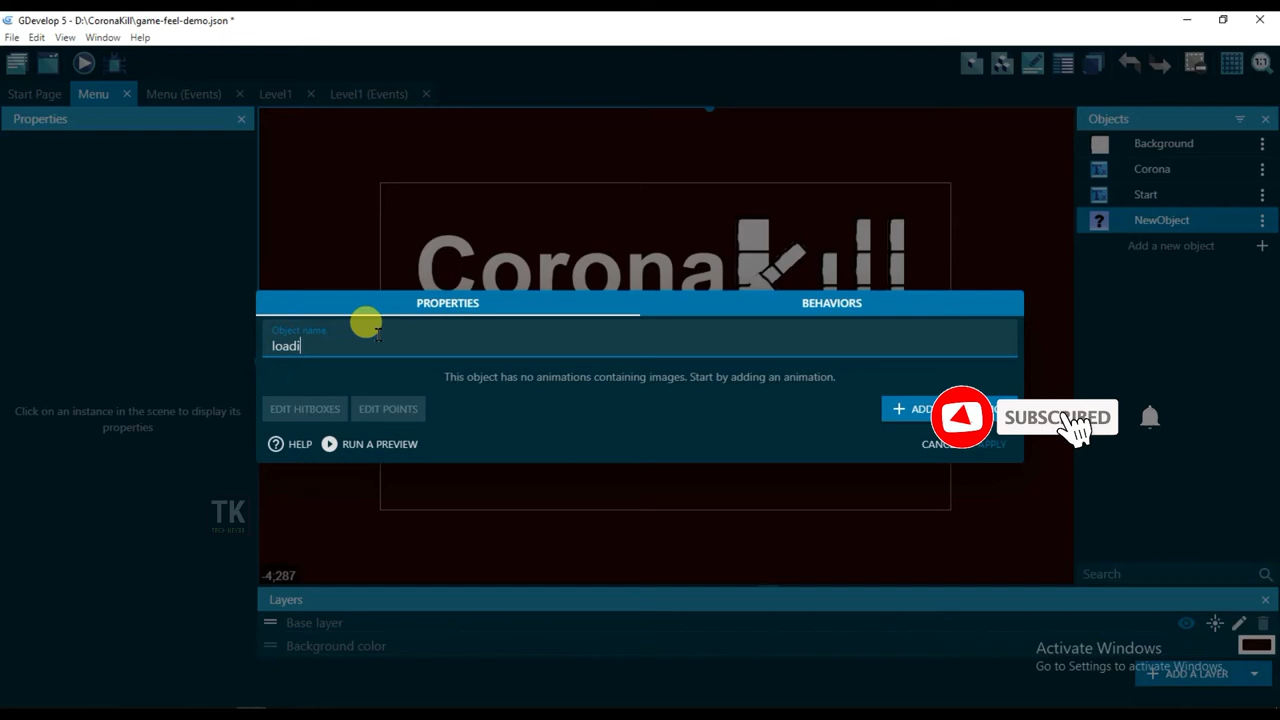 GDevelop 5 - D:\CoronaKill\game-feel-demo.json *
File Edit View Window Help
Start Page Menu Menu (Events) Level1 Level1 (Events)
Properties
Objects
Background
Corona
Start
NewObject
Add a new object
CoronaKill
PROPERTIES BEHAVIORS
Object name
loadi
This object has no animations containing images. Start by adding an animation.
Click on an instance in the scene to display its
properties
EDIT HITBOXES EDIT POINTS
SUBSCRIBED
HELP RUN A PREVIEW
TK
TECH KEYES
-4;287
Search
Layers
Base layer
Background color
Activate Windows
Go to Settings to activate Windows.
ADD A LAYER